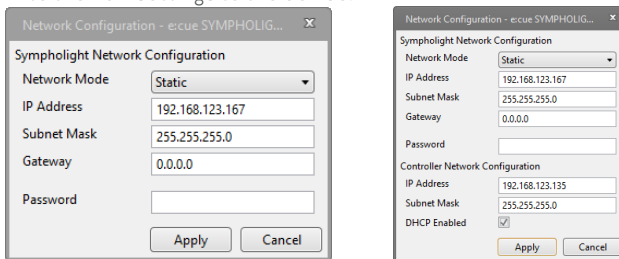 Network Configuration - e:cue SYMPHOLIG...
Sympholight Network Configuration
Network Mode Static
IP Address 192.168.123.167
Subnet Mask 255.255.255.0
Gateway 0.0.0.0
Password
Apply Cancel
Network Configuration - e:cue SYMPHOLIG...
Sympholight Network Configuration
Network Mode Static
IP Address 192.168.123.167
Subnet Mask 255.255.255.0
Gateway 0.0.0.0
Password
Controller Network Configuration
IP Address 192.168.123.135
Subnet Mask 255.255.255.0
DHCP Enabled
Apply Cancel